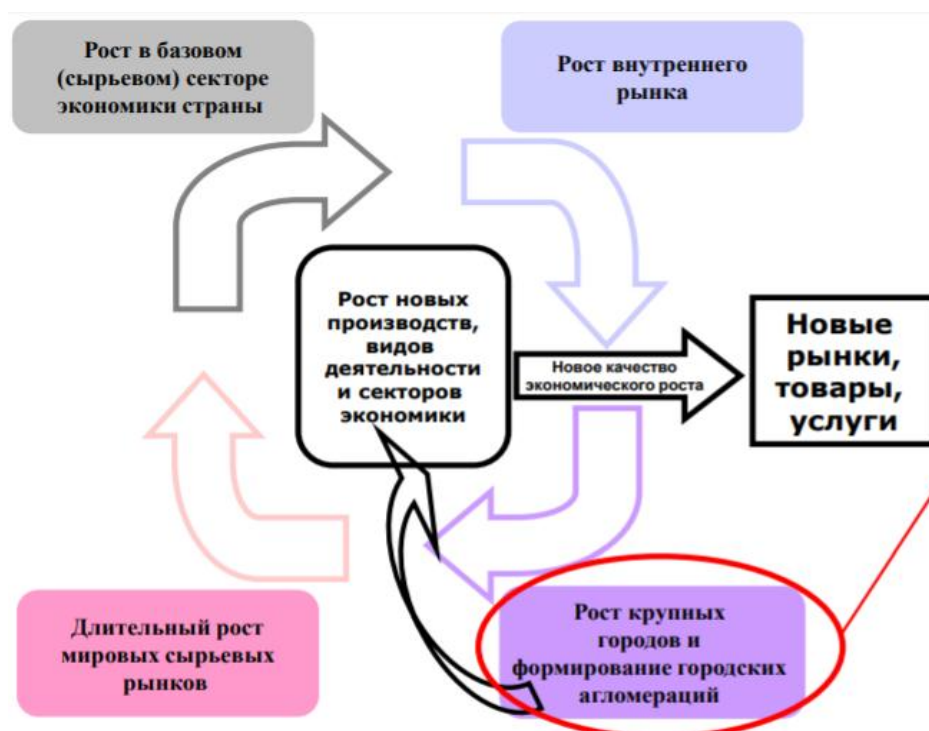 Рост в базовом
(сырьевом) секторе
экономики страны
Рост внутреннего
рынка
Рост новых
производств,
видов
деятельности
и секторов
экономики
Новое качество
экономического роста
Новые
рынки,
товары,
услуги
Длительный рост
мировых сырьевых
рынков
Рост крупных
городов и
формирование городских
агломераций